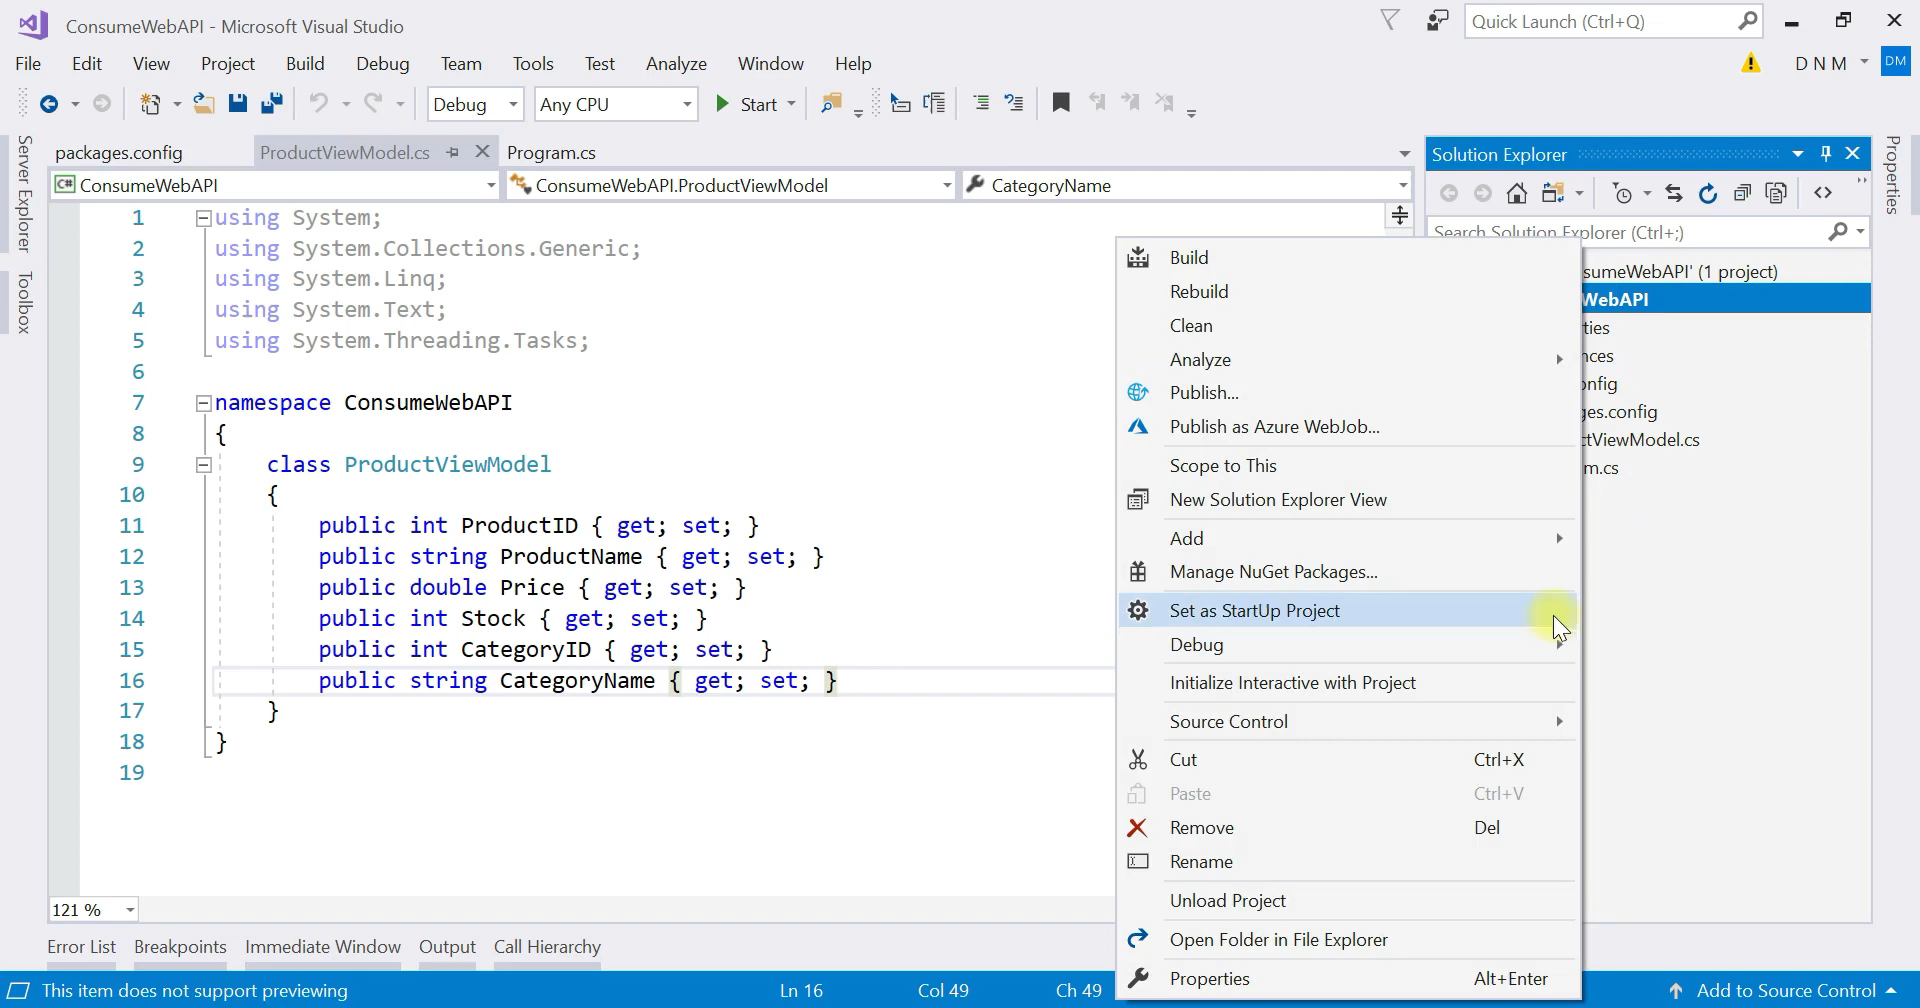 ConsumeWebAPI - Microsoft Visual Studio
Quick Launch (Ctrl+Q)
File Edit View Project Build Debug Team Tools Test Analyze Window Help
D N M DM
Debug Any CPU Start
Server Explorer
Toolbox
packages.config ProductViewModel.cs Program.cs
ConsumeWebAPI ConsumeWebAPI.ProductViewModel CategoryName
1 using System;
2 using System.Collections.Generic;
3 using System.Linq;
4 using System.Text;
5 using System.Threading.Tasks;
6
7 namespace ConsumeWebAPI
8 {
9 class ProductViewModel
10 {
11 public int ProductID { get; set; }
12 public string ProductName { get; set; }
13 public double Price { get; set; }
14 public int Stock { get; set; }
15 public int CategoryID { get; set; }
16 public string CategoryName { get; set; }
17 }
18 }
19
121 %
Build
Rebuild
Clean
Analyze
Publish...
Publish as Azure WebJob...
Scope to This
New Solution Explorer View
Add
Manage NuGet Packages...
Set as StartUp Project
Debug
Initialize Interactive with Project
Source Control
Cut Ctrl+X
Paste Ctrl+V
Remove Del
Rename
Unload Project
Open Folder in File Explorer
Properties Alt+Enter
Solution Explorer
Search Solution Explorer (Ctrl+;)
sumeWebAPI' (1 project)
WebAPI
ties
nces
onfig
ges.config
ctViewModel.cs
m.cs
Properties
Error List Breakpoints Immediate Window Output Call Hierarchy
This item does not support previewing Ln 16 Col 49 Ch 49 Add to Source Control